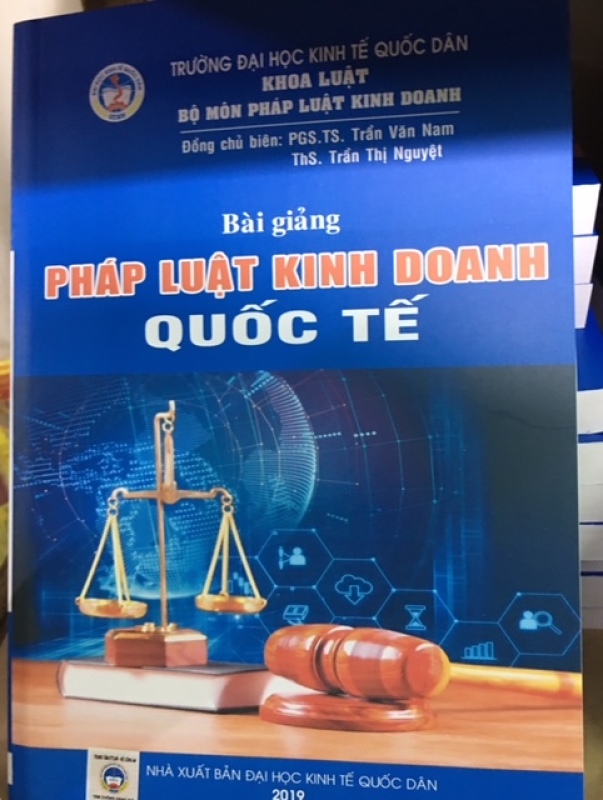 TRƯỜNG ĐẠI HỌC KINH TẾ QUỐC DÂN
KHOA LUẬT
BỘ MÔN PHÁP LUẬT KINH DOANH
Đồng chủ biên: PGS.TS. Trần Văn Nam
ThS. Trần Thị Nguyệt
Bài giảng
PHÁP LUẬT KINH DOANH
QUỐC TẾ
NHÀ XUẤT BẢN ĐẠI HỌC KINH TẾ QUỐC DÂN
2019